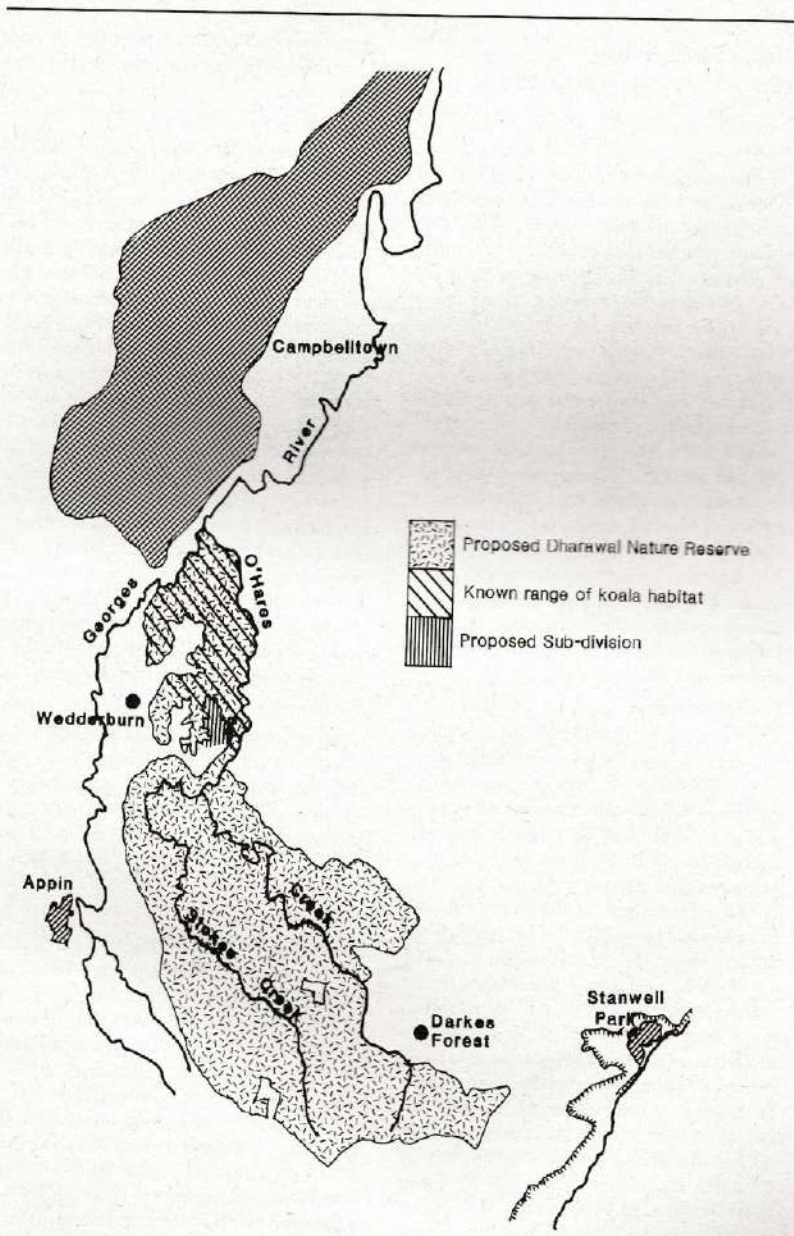 Campbelltown
River
Georges
O'Hares
Proposed Dharawal Nature Reserve
Known range of koala habitat
Proposed Sub-division
Wedderburn
Appin
Creek
Stokes
Creek
Stanwell
Park
Darkes
Forest